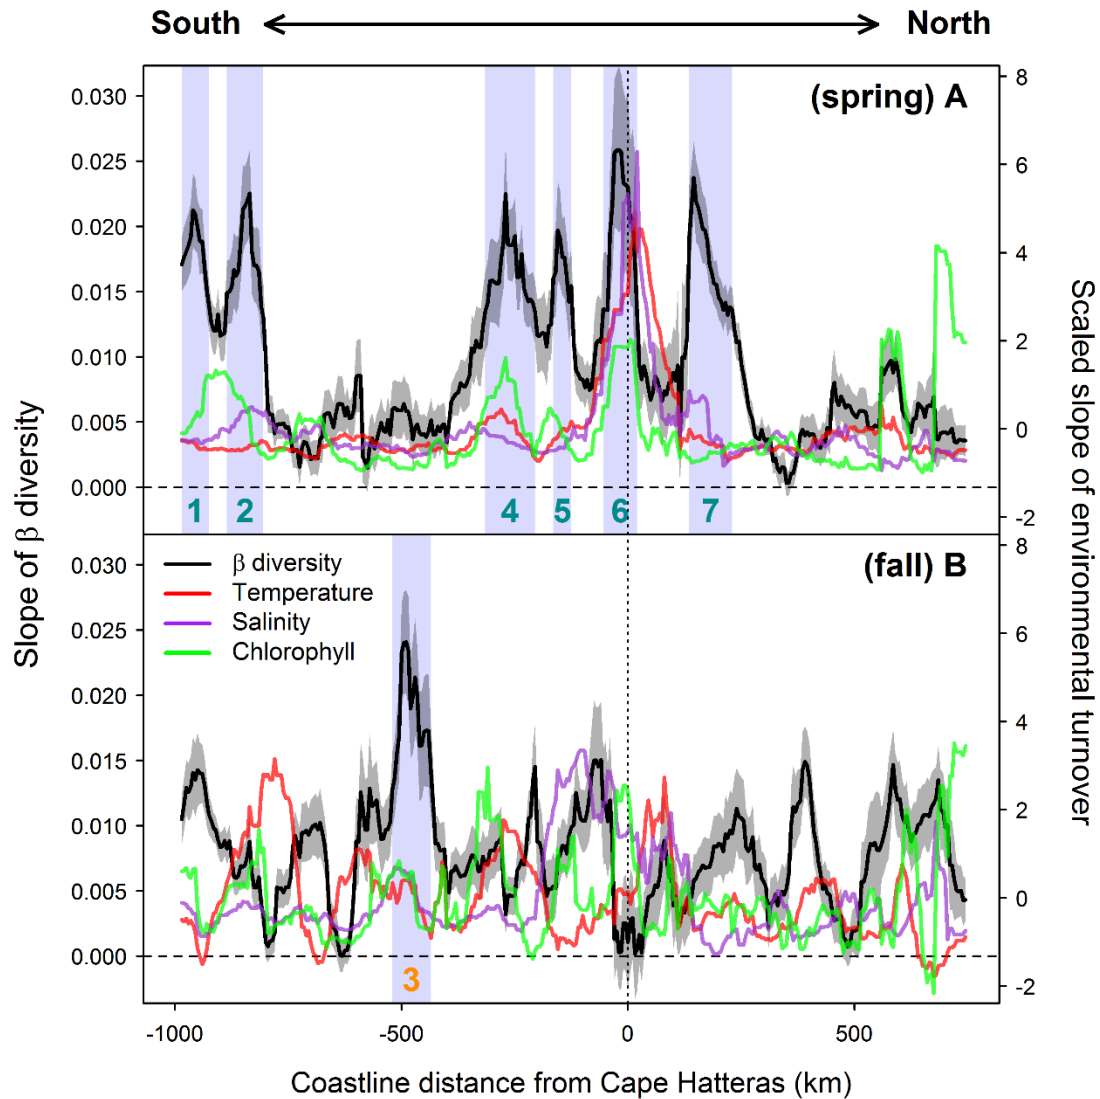 South North
(spring) A
0.030
0.025
0.020
0.015
0.010
0.005
0.000
8
6
4
2
0
-2
1 2 4 5 6 7
(fall) B
β diversity
Temperature
Salinity
Chlorophyll
0.030
0.025
0.020
0.015
0.010
0.005
0.000
8
6
4
2
0
-2
3
-1000 -500 0 500
Coastline distance from Cape Hatteras (km)
Slope of β diversity
Scaled slope of environmental turnover